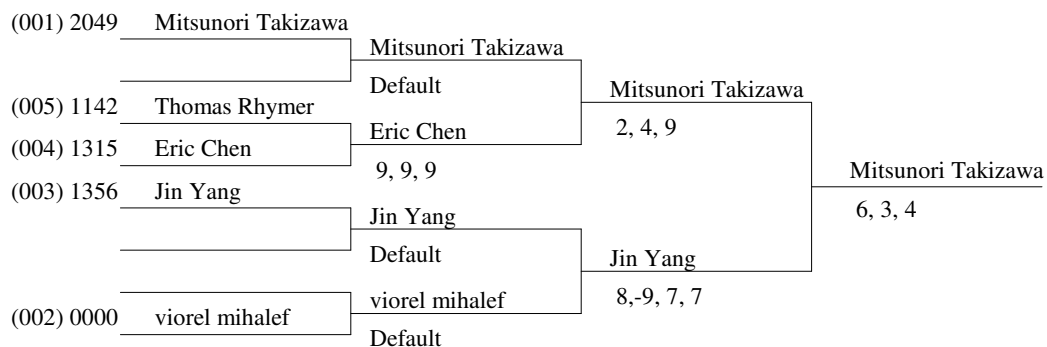 (001) 2049 Mitsunori Takizawa
Mitsunori Takizawa
Default
Mitsunori Takizawa
2, 4, 9
(005) 1142 Thomas Rhymer
Eric Chen
(004) 1315 Eric Chen
9, 9, 9
Mitsunori Takizawa
6, 3, 4
(003) 1356 Jin Yang
Jin Yang
Default
Jin Yang
8,-9, 7, 7
viorel mihalef
(002) 0000 viorel mihalef
Default